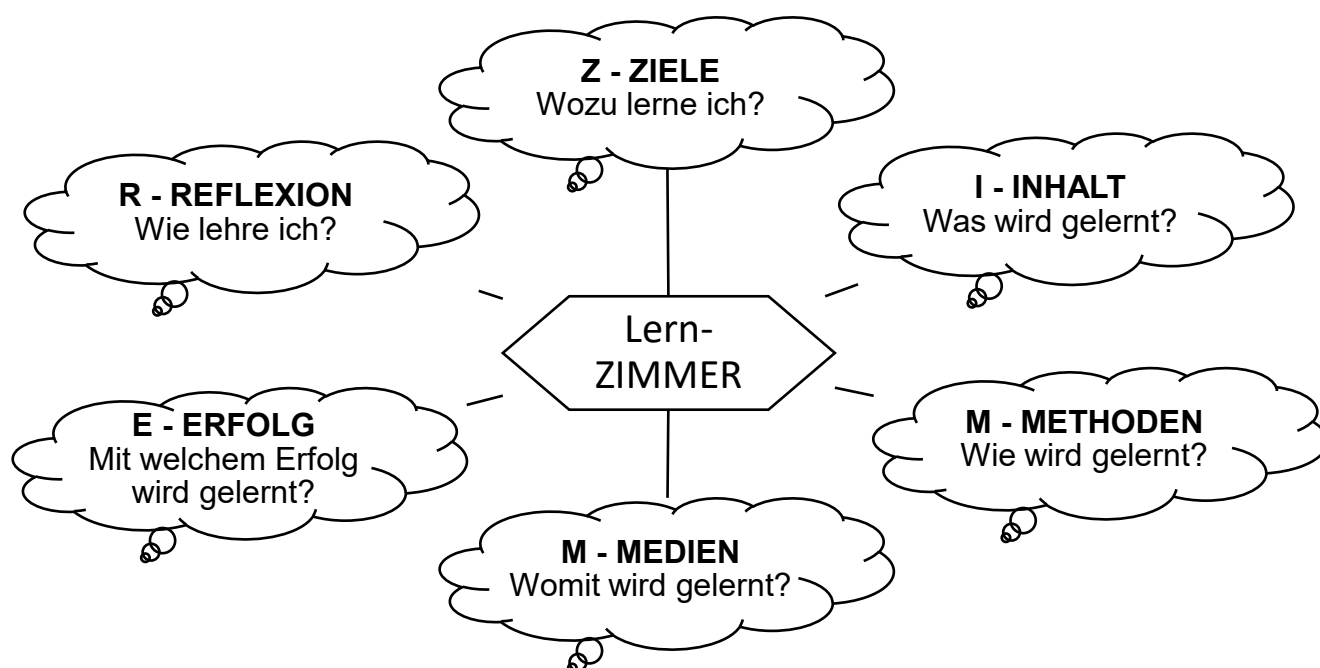 Z - ZIELE
Wozu lerne ich?
R - REFLEXION
Wie lehre ich?
I - INHALT
Was wird gelernt?
Lern-
ZIMMER
E - ERFOLG
Mit welchem Erfolg
wird gelernt?
M - METHODEN
Wie wird gelernt?
M - MEDIEN
Womit wird gelernt?